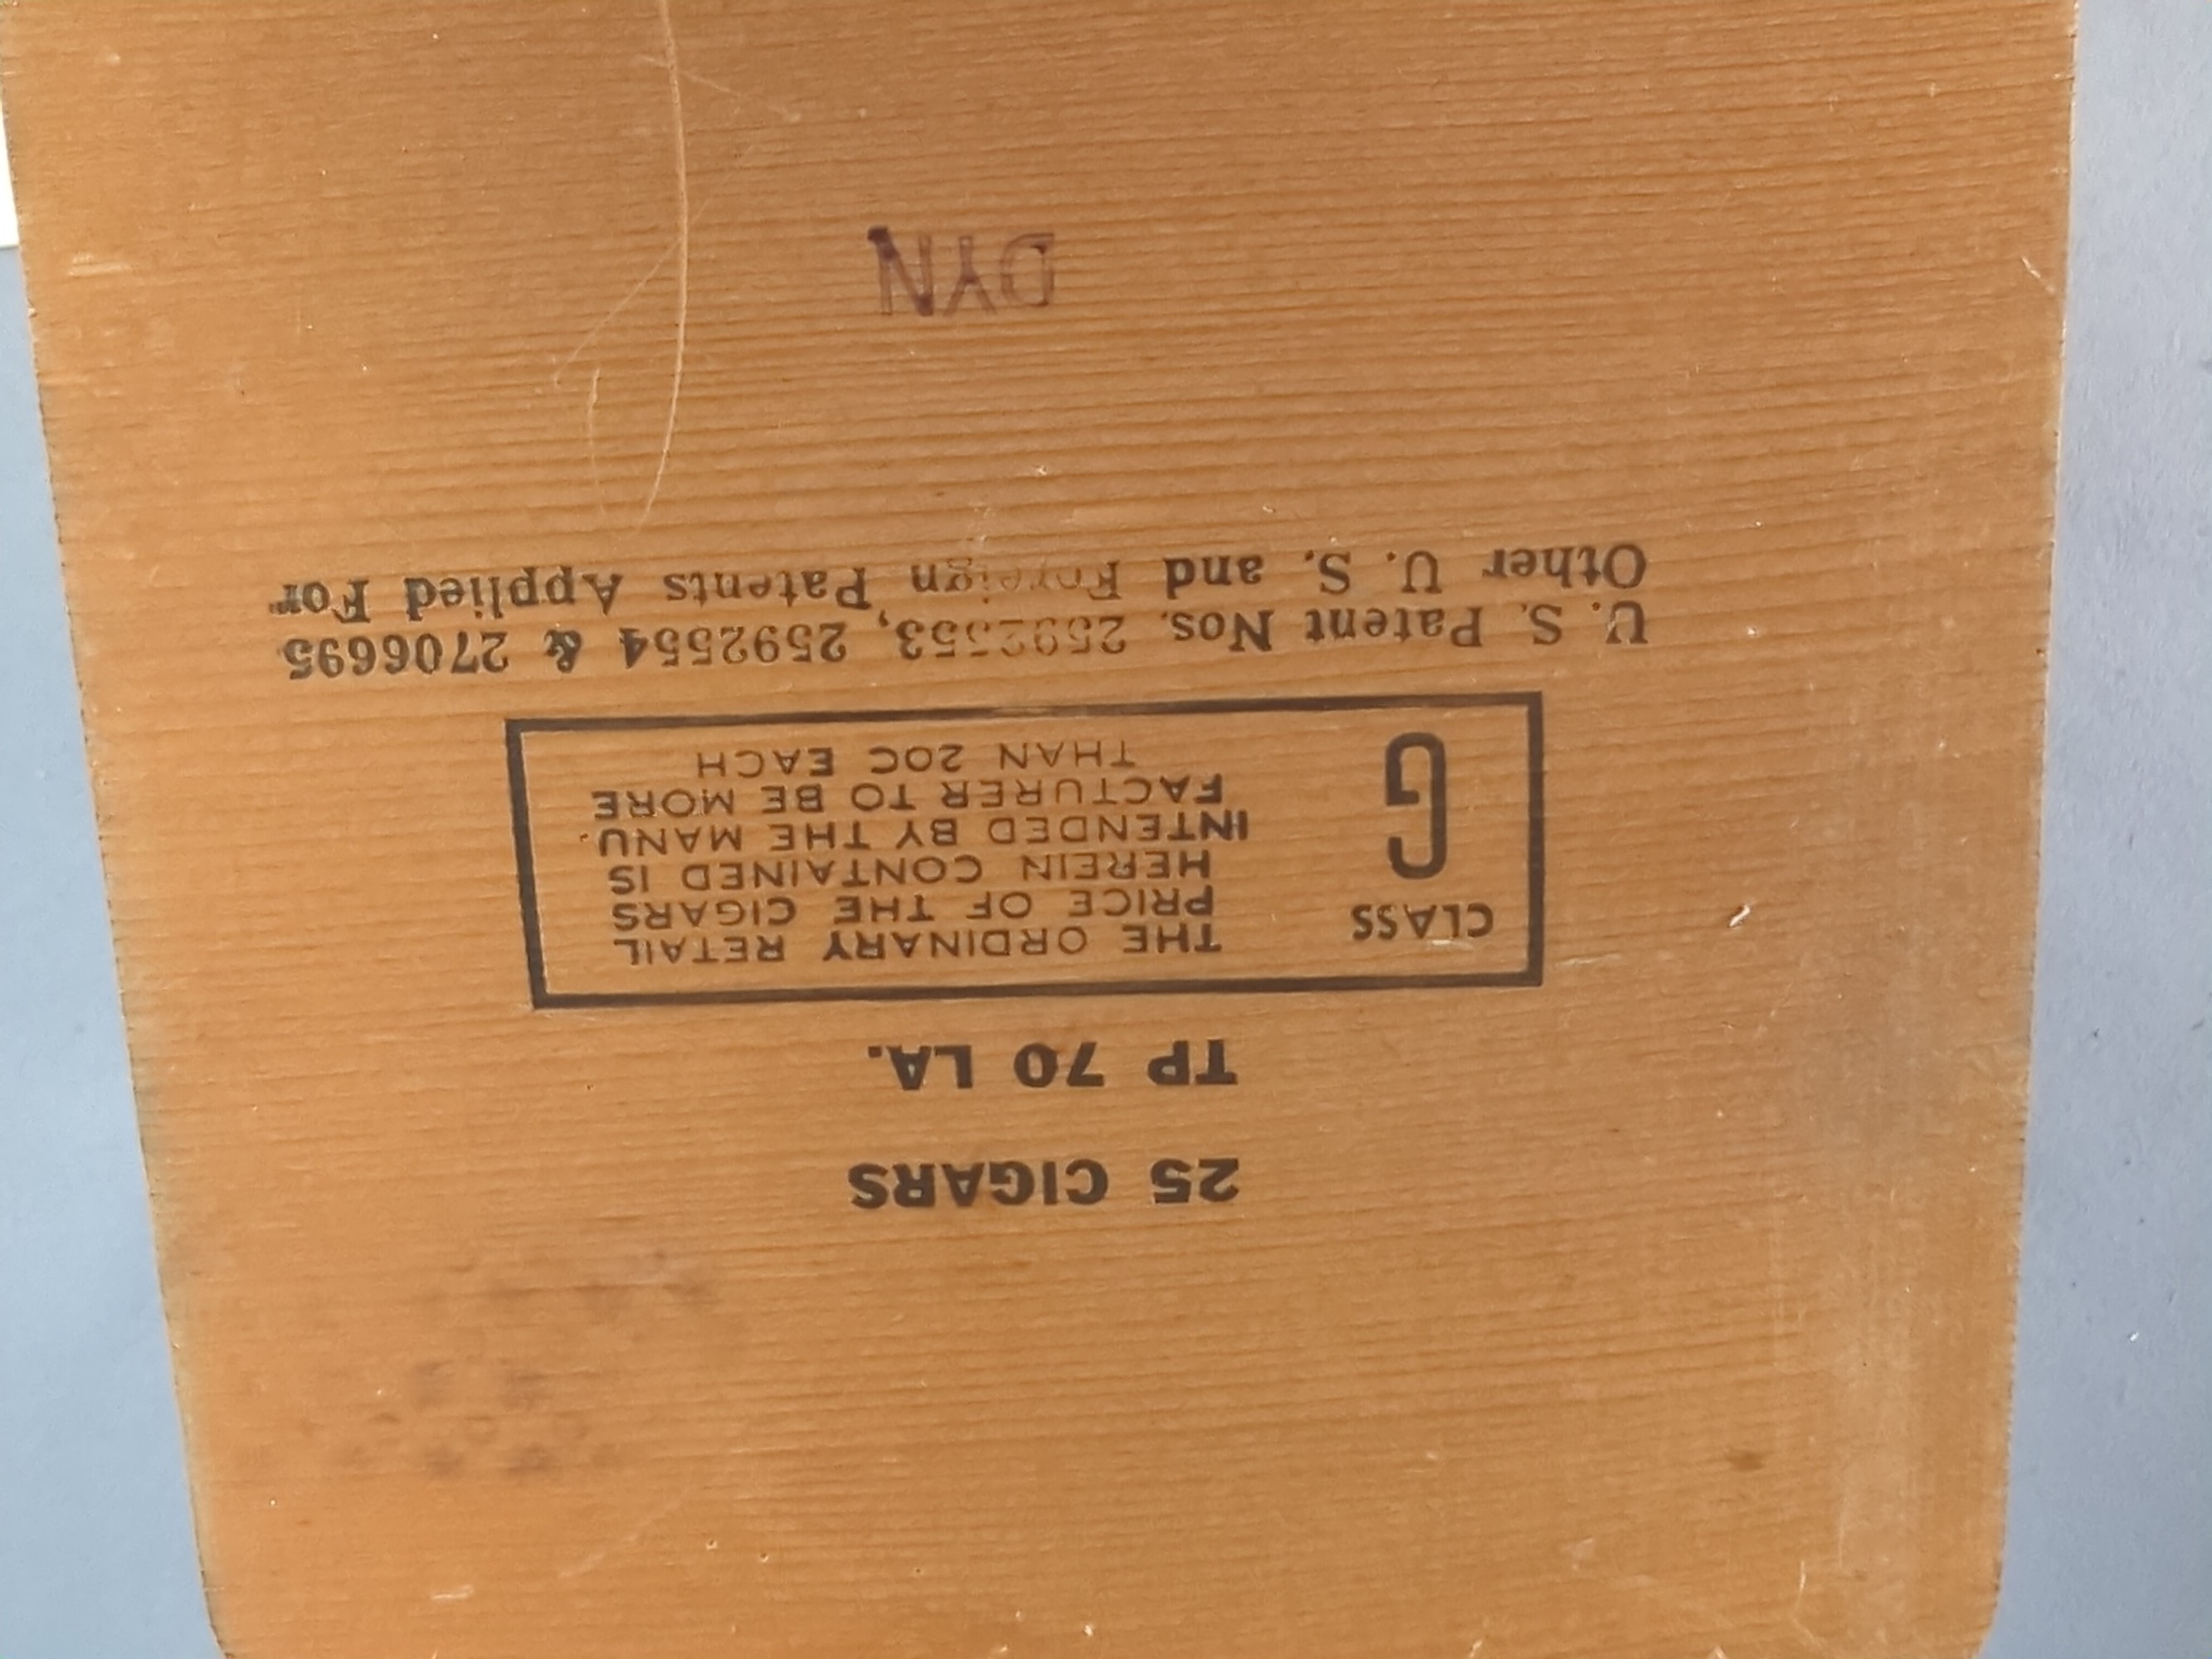 25 CIGARS
TP 70 LA.
CLASS
G
THE ORDINARY RETAIL
PRICE OF THE CIGARS
HEREIN CONTAINED IS
INTENDED BY THE MANU-
FACTURER TO BE MORE
THAN 20C EACH
U. S. Patent Nos. 2592553, 2592554 & 2706695
Other U. S. and Foreign Patents Applied For
DYN